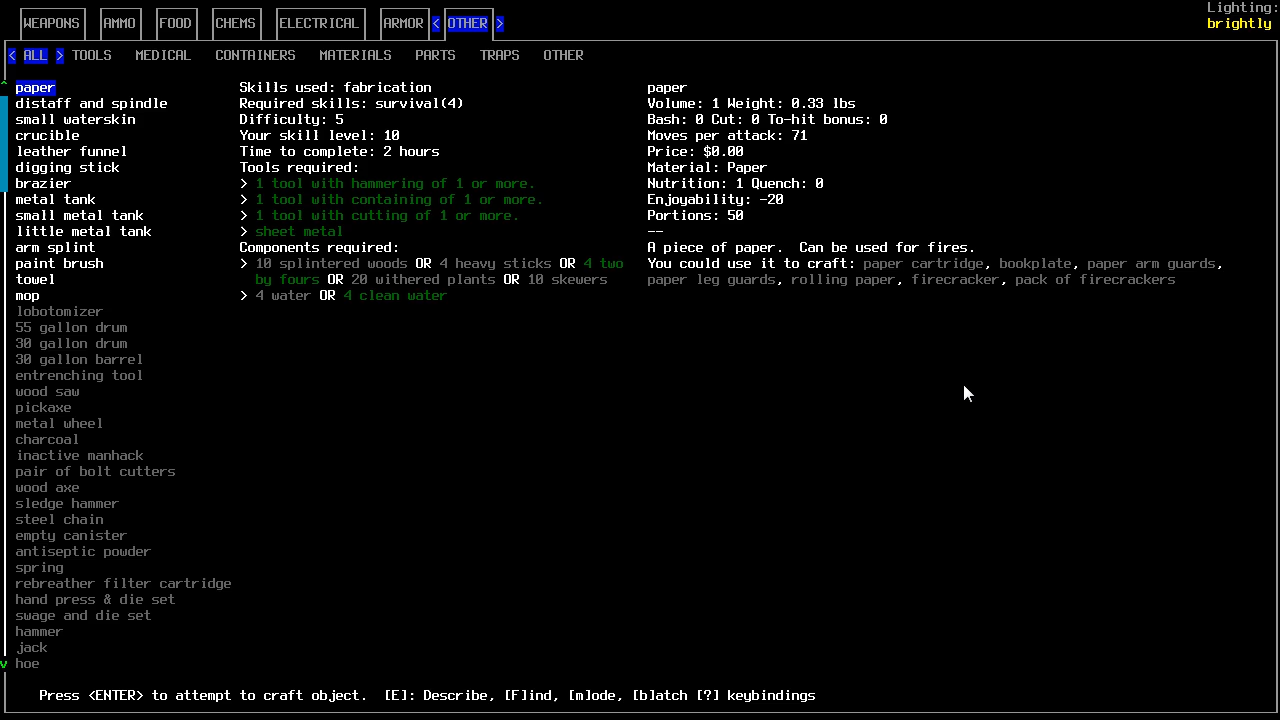 Lighting:
WEAPONS AMMO FOOD CHEMS ELECTRICAL ARMOR < OTHER > brightly
< ALL > TOOLS MEDICAL CONTAINERS MATERIALS PARTS TRAPS OTHER
^
paper Skills used: fabrication paper
distaff and spindle Required skills: survival(4) Volume: 1 Weight: 0.33 lbs
small waterskin Difficulty: 5 Bash: 0 Cut: 0 To-hit bonus: 0
crucible Your skill level: 10 Moves per attack: 71
leather funnel Time to complete: 2 hours Price: $0.00
digging stick Tools required: Material: Paper
brazier > 1 tool with hammering of 1 or more. Nutrition: 1 Quench: 0
metal tank > 1 tool with containing of 1 or more. Enjoyability: -20
small metal tank > 1 tool with cutting of 1 or more. Portions: 50
little metal tank > sheet metal --
arm splint Components required: A piece of paper.  Can be used for fires.
paint brush > 10 splintered woods OR 4 heavy sticks OR 4 two You could use it to craft: paper cartridge, bookplate, paper arm guards,
towel by fours OR 20 withered plants OR 10 skewers paper leg guards, rolling paper, firecracker, pack of firecrackers
mop > 4 water OR 4 clean water
lobotomizer
55 gallon drum
30 gallon drum
30 gallon barrel
entrenching tool
wood saw
pickaxe
metal wheel
charcoal
inactive manhack
pair of bolt cutters
wood axe
sledge hammer
steel chain
empty canister
antiseptic powder
spring
rebreather filter cartridge
hand press & die set
swage and die set
hammer
jack
v hoe
Press <ENTER> to attempt to craft object.  [E]: Describe, [F]ind, [m]ode, [b]atch [?] keybindings